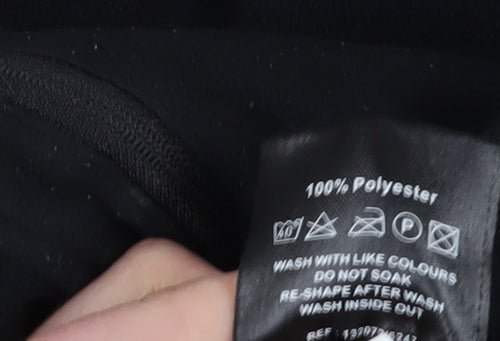 100% Polyester
40° P
WASH WITH LIKE COLOURS
DO NOT SOAK
RE-SHAPE AFTER WASH
WASH INSIDE OUT
REF: